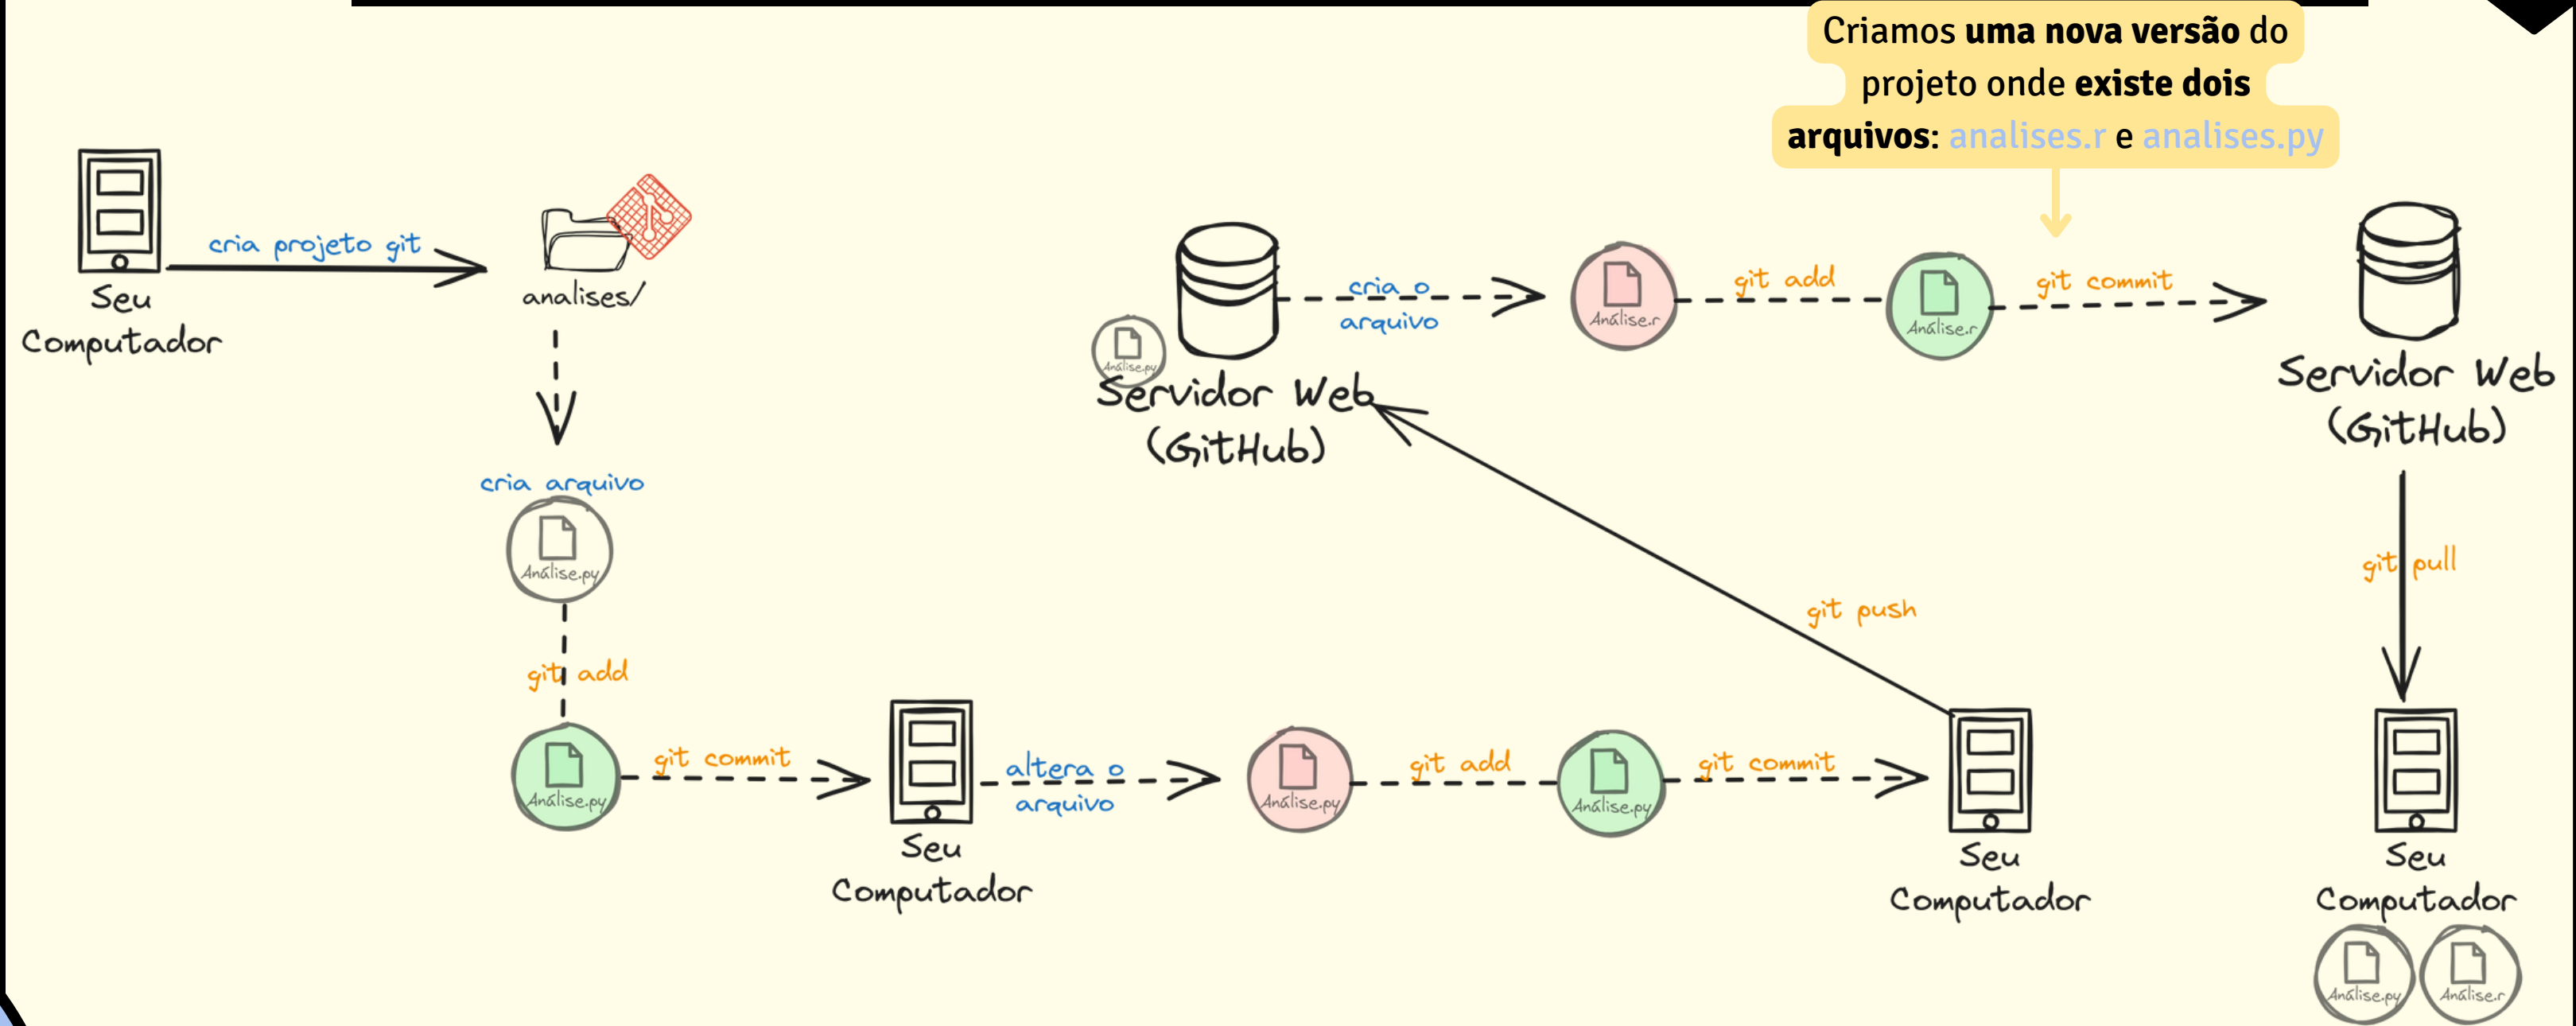 Criamos uma nova versão do
projeto onde existe dois
arquivos: analises.r e analises.py
cria projeto git
Seu
Computador
analises/
cria arquivo
Análise.py
git add
Análise.py
git commit
Seu
Computador
altera o
arquivo
Análise.py
git add
Análise.py
git commit
Seu
Computador
git push
Análise.py
Servidor Web
(GitHub)
cria o
arquivo
Análise.r
git add
Análise.r
git commit
Servidor Web
(GitHub)
git pull
Seu
Computador
Análise.py
Análise.r